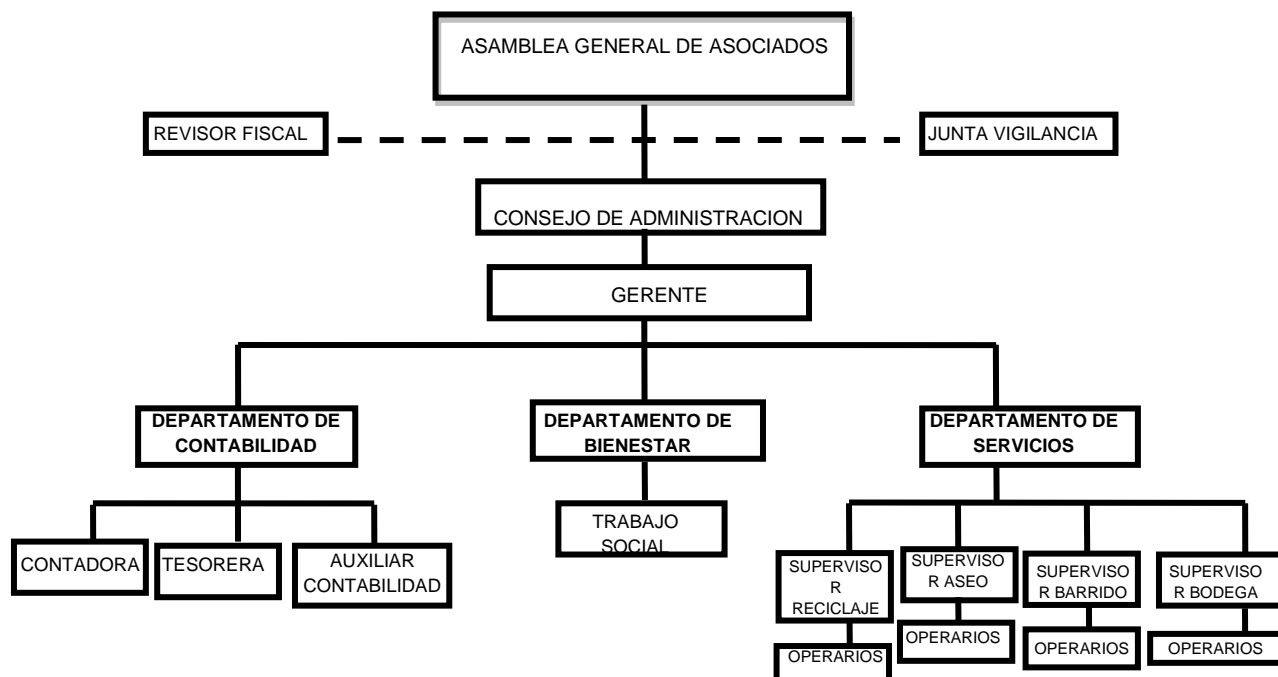 ASAMBLEA GENERAL DE ASOCIADOS
REVISOR FISCAL
JUNTA VIGILANCIA
CONSEJO DE ADMINISTRACION
GERENTE
DEPARTAMENTO DE
CONTABILIDAD
DEPARTAMENTO DE
BIENESTAR
DEPARTAMENTO DE
SERVICIOS
CONTADORA
TESORERA
AUXILIAR
CONTABILIDAD
TRABAJO
SOCIAL
SUPERVISO
R
RECICLAJE
OPERARIOS
SUPERVISO
R ASEO
OPERARIOS
SUPERVISO
R BARRIDO
OPERARIOS
SUPERVISO
R BODEGA
OPERARIOS